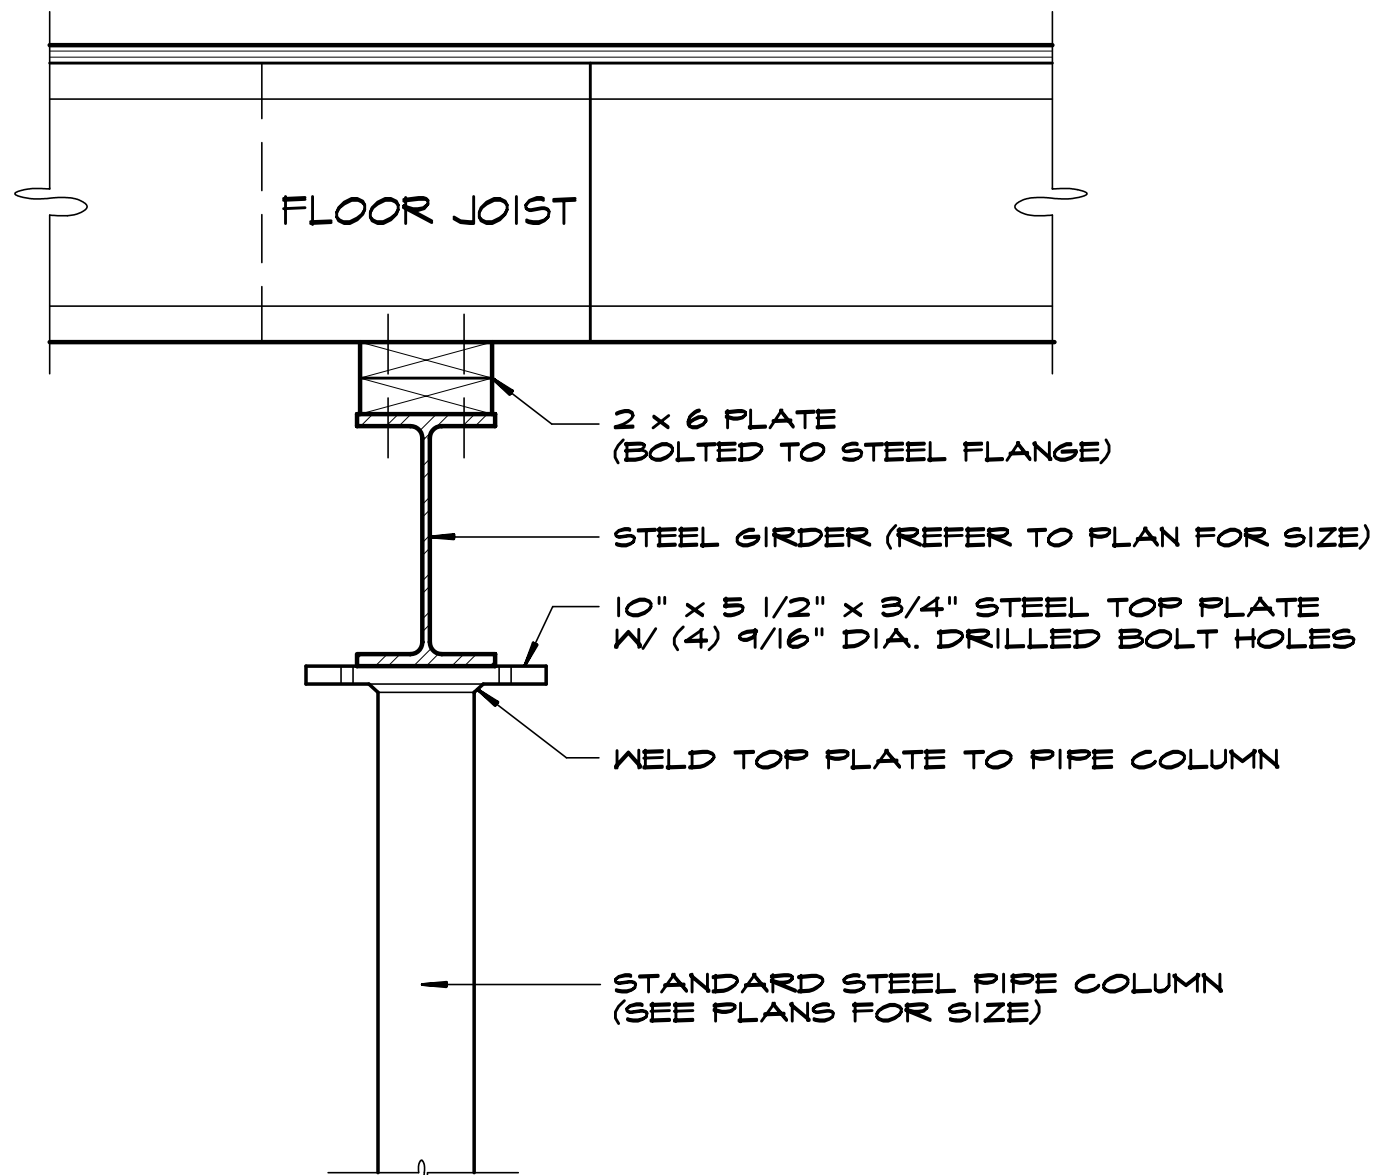 FLOOR JOIST
2 x 6 PLATE
(BOLTED TO STEEL FLANGE)
STEEL GIRDER (REFER TO PLAN FOR SIZE)
10" x 5 1/2" x 3/4" STEEL TOP PLATE
W/ (4) 9/16" DIA. DRILLED BOLT HOLES
WELD TOP PLATE TO PIPE COLUMN
STANDARD STEEL PIPE COLUMN
(SEE PLANS FOR SIZE)